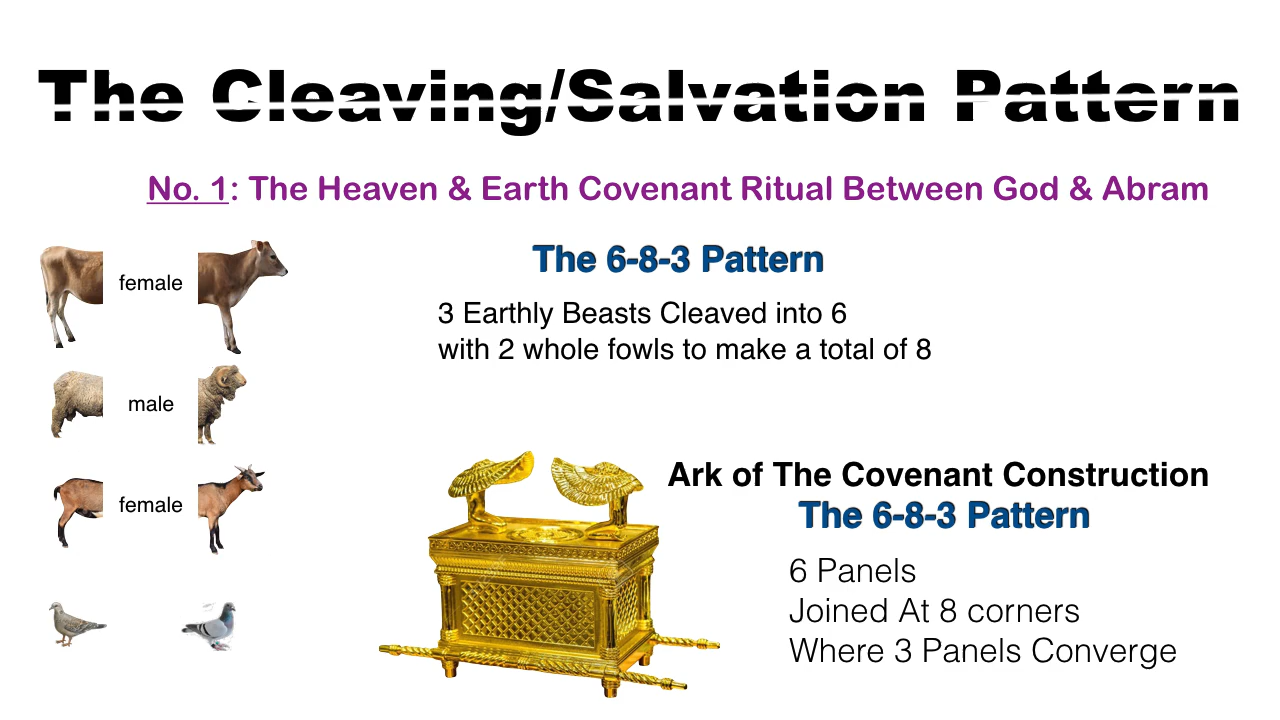 The Cleaving/Salvation Pattern
No. 1: The Heaven & Earth Covenant Ritual Between God & Abram
The 6-8-3 Pattern
3 Earthly Beasts Cleaved into 6
with 2 whole fowls to make a total of 8
female
male
female
Ark of The Covenant Construction
The 6-8-3 Pattern
6 Panels
Joined At 8 corners
Where 3 Panels Converge